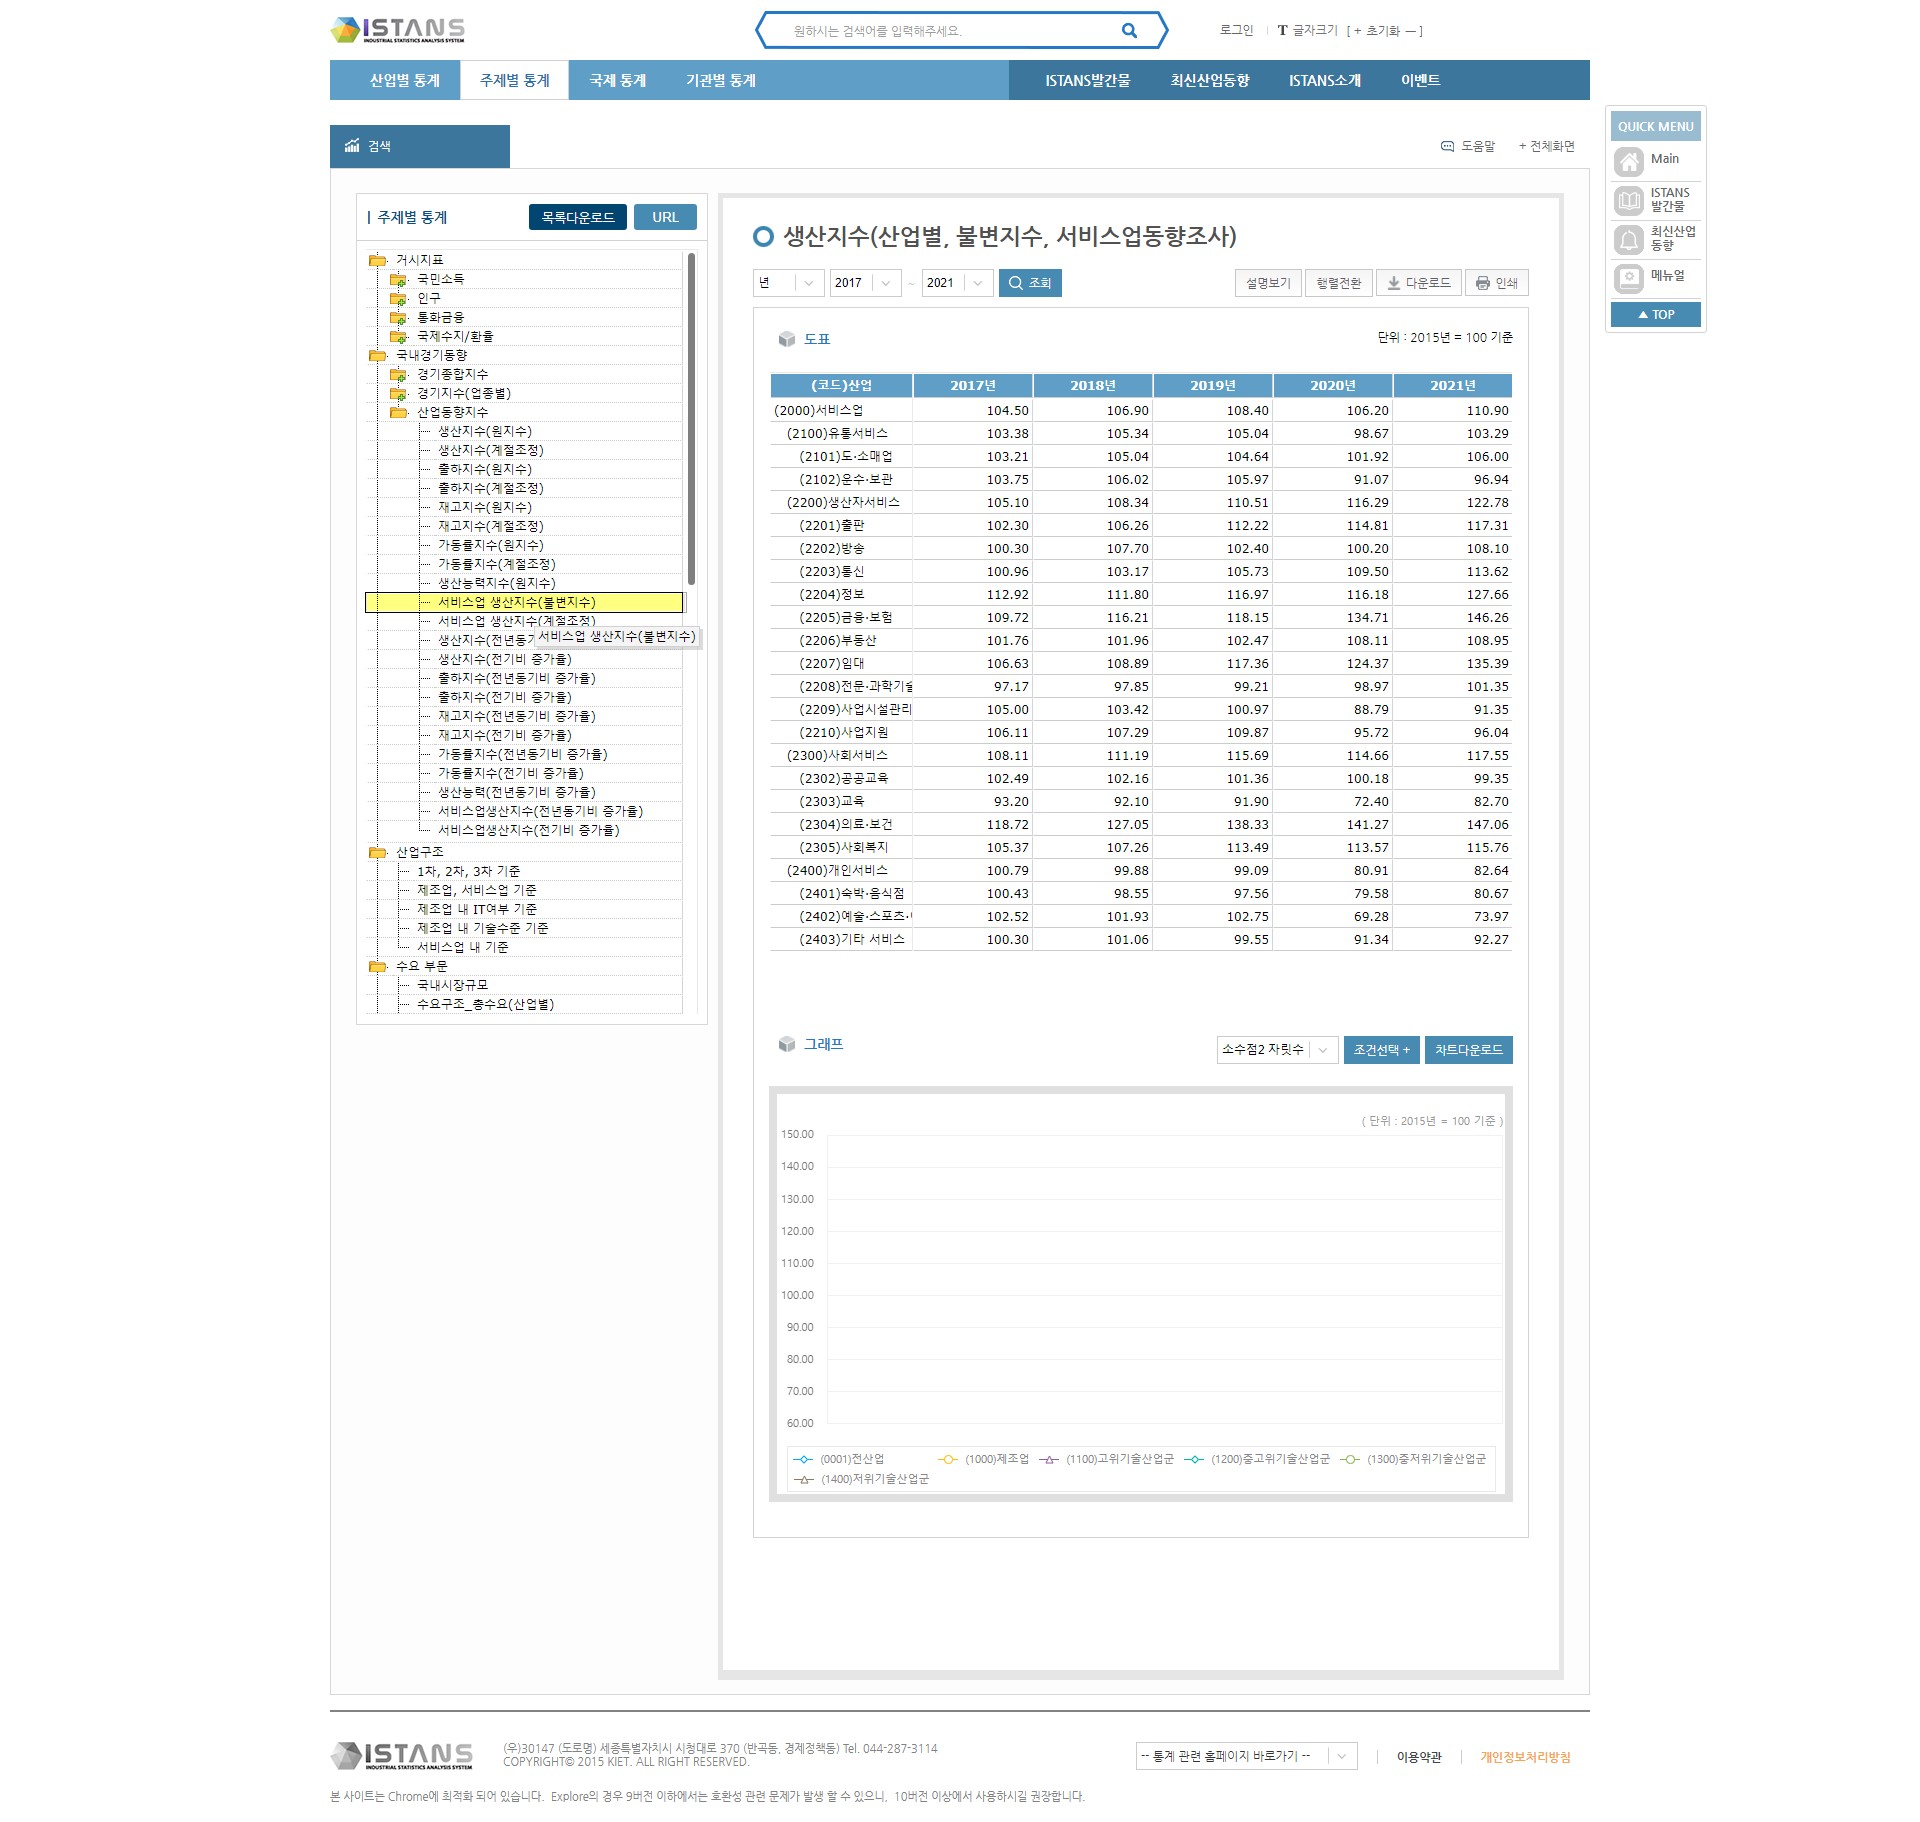 ISTANS
INDUSTRIAL STATISTICS ANALYSIS SYSTEM
원하시는 검색어를 입력해주세요.
로그인 T 글자크기 [ + 초기화 — ]
산업별 통계 주제별 통계 국제 통계 기관별 통계 ISTANS발간물 최신산업동향 ISTANS소개 이벤트
검색
도움말 + 전체화면
QUICK MENU
Main
ISTANS
발간물
최신산업
동향
메뉴얼
▲ TOP
주제별 통계 목록다운로드 URL
거시지표
국민소득
인구
통화금융
국제수지/환율
국내경기동향
경기종합지수
경기지수(업종별)
산업동향지수
생산지수(원지수)
생산지수(계절조정)
출하지수(원지수)
출하지수(계절조정)
재고지수(원지수)
재고지수(계절조정)
가동률지수(원지수)
가동률지수(계절조정)
생산능력지수(원지수)
서비스업 생산지수(불변지수)
서비스업 생산지수(계절조정)
생산지수(전년동기 서비스업 생산지수(불변지수)
생산지수(전기비 증가율)
출하지수(전년동기비 증가율)
출하지수(전기비 증가율)
재고지수(전년동기비 증가율)
재고지수(전기비 증가율)
가동률지수(전년동기비 증가율)
가동률지수(전기비 증가율)
생산능력(전년동기비 증가율)
서비스업생산지수(전년동기비 증가율)
서비스업생산지수(전기비 증가율)
산업구조
1차, 2차, 3차 기준
제조업, 서비스업 기준
제조업 내 IT여부 기준
제조업 내 기술수준 기준
서비스업 내 기준
수요 부문
국내시장규모
수요구조_총수요(산업별)
생산지수(산업별, 불변지수, 서비스업동향조사)
년 2017 ~ 2021 조회 설명보기 행렬전환 다운로드 인쇄
도표 단위 : 2015년 = 100 기준
(코드)산업 2017년 2018년 2019년 2020년 2021년
(2000)서비스업 104.50 106.90 108.40 106.20 110.90
(2100)유통서비스 103.38 105.34 105.04 98.67 103.29
(2101)도·소매업 103.21 105.04 104.64 101.92 106.00
(2102)운수·보관 103.75 106.02 105.97 91.07 96.94
(2200)생산자서비스 105.10 108.34 110.51 116.29 122.78
(2201)출판 102.30 106.26 112.22 114.81 117.31
(2202)방송 100.30 107.70 102.40 100.20 108.10
(2203)통신 100.96 103.17 105.73 109.50 113.62
(2204)정보 112.92 111.80 116.97 116.18 127.66
(2205)금융·보험 109.72 116.21 118.15 134.71 146.26
(2206)부동산 101.76 101.96 102.47 108.11 108.95
(2207)임대 106.63 108.89 117.36 124.37 135.39
(2208)전문·과학기술 97.17 97.85 99.21 98.97 101.35
(2209)사업시설관리 105.00 103.42 100.97 88.79 91.35
(2210)사업지원 106.11 107.29 109.87 95.72 96.04
(2300)사회서비스 108.11 111.19 115.69 114.66 117.55
(2302)공공교육 102.49 102.16 101.36 100.18 99.35
(2303)교육 93.20 92.10 91.90 72.40 82.70
(2304)의료·보건 118.72 127.05 138.33 141.27 147.06
(2305)사회복지 105.37 107.26 113.49 113.57 115.76
(2400)개인서비스 100.79 99.88 99.09 80.91 82.64
(2401)숙박·음식점 100.43 98.55 97.56 79.58 80.67
(2402)예술·스포츠· 102.52 101.93 102.75 69.28 73.97
(2403)기타 서비스 100.30 101.06 99.55 91.34 92.27
그래프 소수점2 자릿수 조건선택 + 차트다운로드
( 단위 : 2015년 = 100 기준 )
150.00
140.00
130.00
120.00
110.00
100.00
90.00
80.00
70.00
60.00
(0001)전산업 (1000)제조업 (1100)고위기술산업군 (1200)중고위기술산업군 (1300)중저위기술산업군
(1400)저위기술산업군
ISTANS
INDUSTRIAL STATISTICS ANALYSIS SYSTEM
(우)30147 (도로명) 세종특별자치시 시청대로 370 (반곡동, 경제정책동) Tel. 044-287-3114
COPYRIGHT© 2015 KIET. ALL RIGHT RESERVED.
-- 통계 관련 홈페이지 바로가기 -- 이용약관 개인정보처리방침
본 사이트는 Chrome에 최적화 되어 있습니다. Explore의 경우 9버전 이하에서는 호환성 관련 문제가 발생 할 수 있으니, 10버전 이상에서 사용하시길 권장합니다.